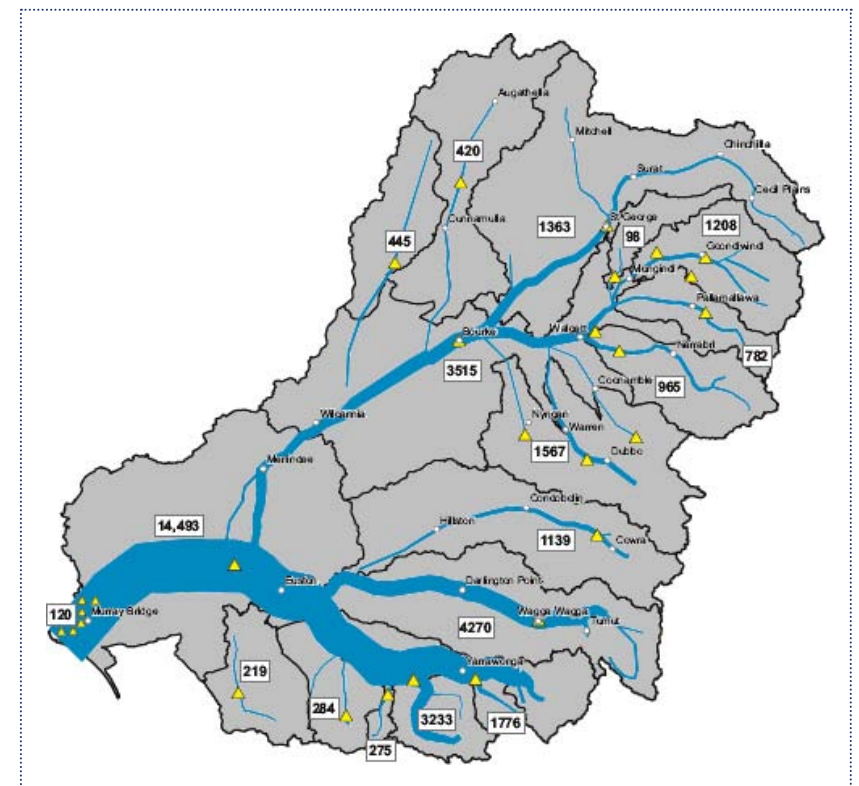 Augathella
Mitchell
Chinchilla
420
Surat
Cecil Plains
Cunnamulla
St George
1363
98
1208
445
Goondiwindi
Mungindi
Pallamallawa
Bourke
Walgett
Narrabri
782
3515
Coonamble
965
Wilcannia
Nyngan
Warren
1567
Dubbo
Menindee
Condobolin
14,493
Hillston
1139
Cowra
Euston
Darlington Point
120
Murray Bridge
Wagga Wagga
4270
Tumut
Yarrawonga
219
284
3233
1776
275